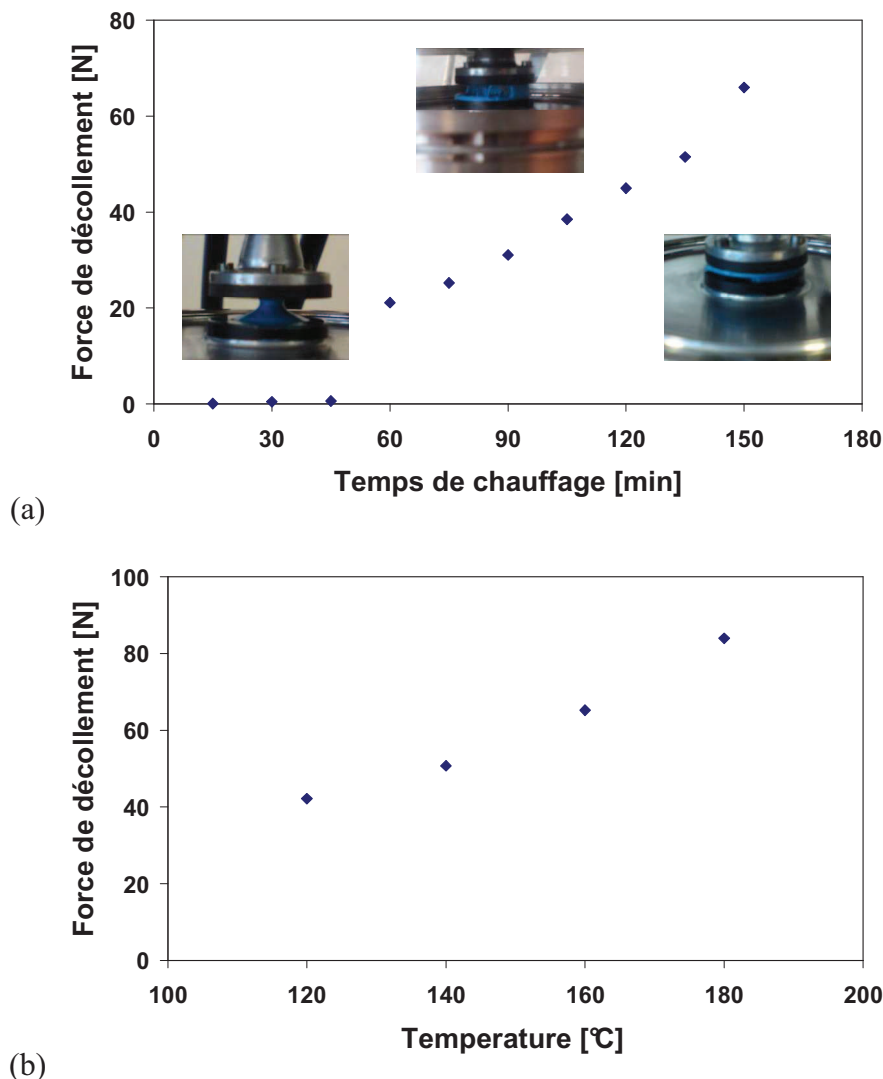 80
60
40
20
0
Force de décollement [N]
0 30 60 90 120 150 180
Temps de chauffage [min]
(a)
100
80
60
40
20
0
Force de décollement [N]
100 120 140 160 180 200
Temperature [°C]
(b)